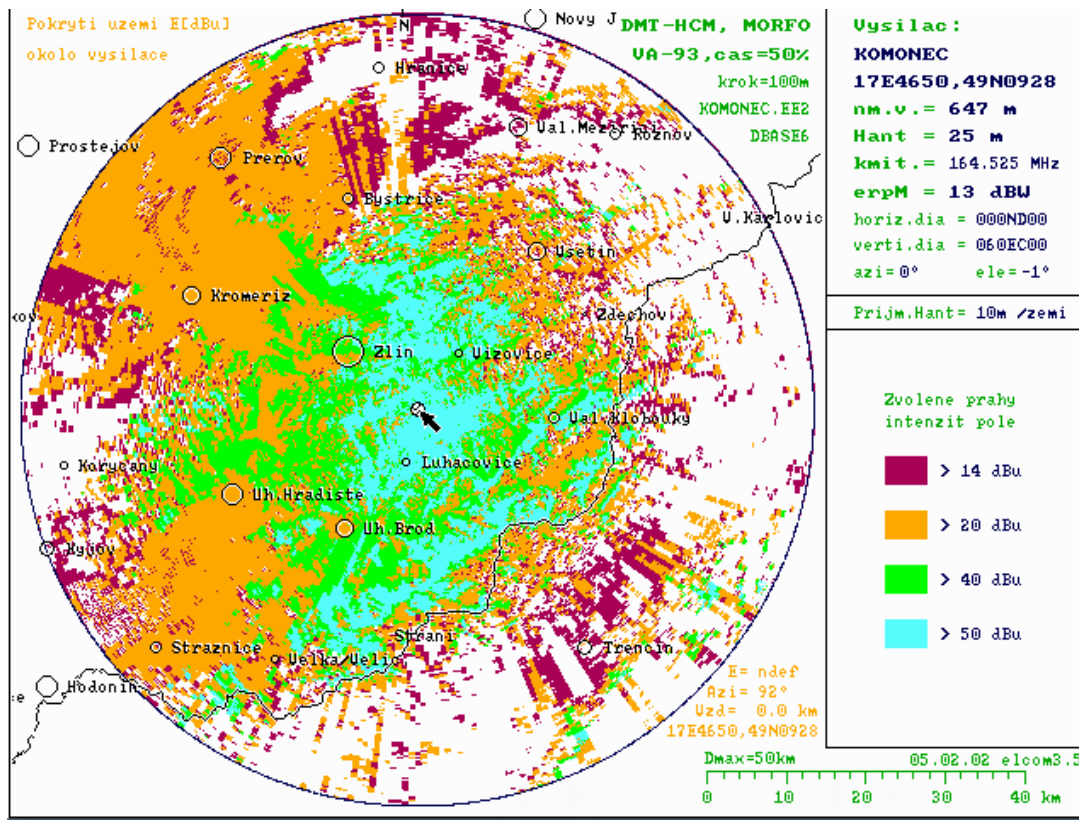 Pokryti uzemi E[dBu]
okolo vysilace
N
Novy J
DMT-HCM, MORFO
VA-93,cas=50%
krok=100m
KOMONEC.EE2
DBASE6
Hranice
Prostejov
Prerov
Val.Mezirici
Roznov
Bystrice
V.Karlovic
Vsetin
Kromeriz
Zdechov
Zlin
Vizovice
Val.Klobouky
Korycany
Luhacovice
Uh.Hradiste
Uh.Brod
Kyjov
Strani
Straznice
Velka/Velic
Trencin
Hodonin
E= ndef
Azi= 92°
Vzd= 0.0 km
17E4650,49N0928
Vysilac:
KOMONEC
17E4650,49N0928
nm.v.= 647 m
Hant = 25 m
kmit.= 164.525 MHz
erpM = 13 dBW
horiz.dia = 000ND00
verti.dia = 060EC00
azi= 0° ele= -1°
Prijm.Hant= 10m /zemi
Zvolene prahy
intenzit pole
> 14 dBu
> 20 dBu
> 40 dBu
> 50 dBu
Dmax=50km 05.02.02 elcom3.5
0 10 20 30 40 km